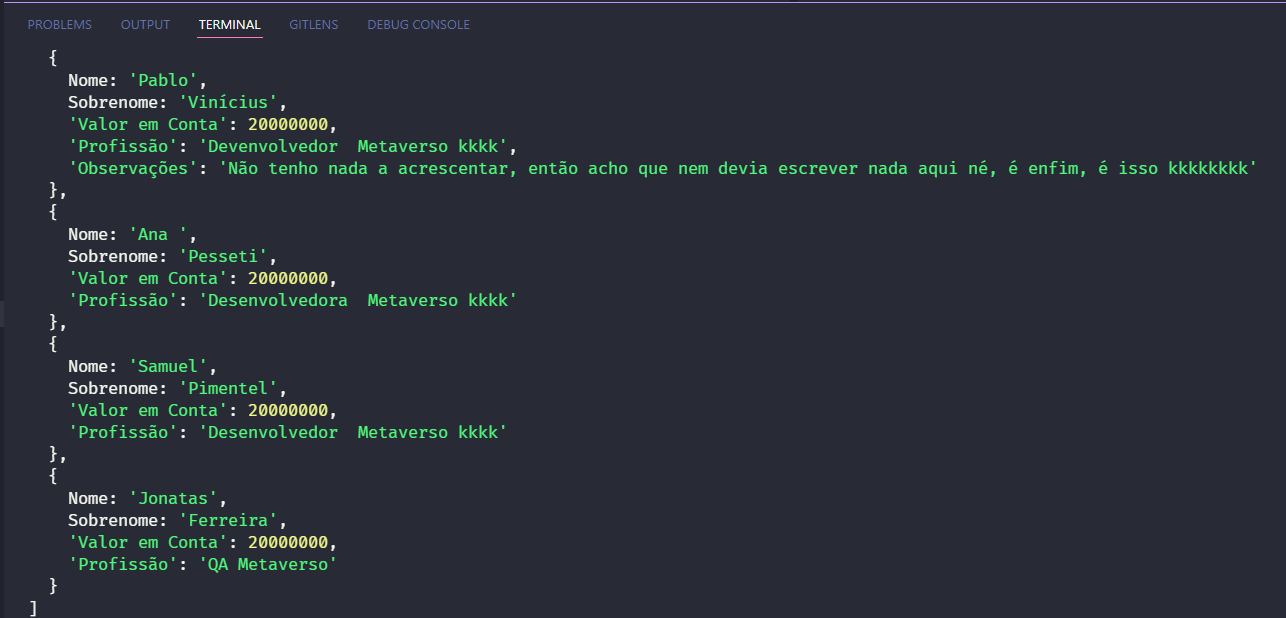 PROBLEMS OUTPUT TERMINAL GITLENS DEBUG CONSOLE
{
Nome: 'Pablo',
Sobrenome: 'Vinícius',
'Valor em Conta': 20000000,
'Profissão': 'Devenvolvedor  Metaverso kkkk',
'Observações': 'Não tenho nada a acrescentar, então acho que nem devia escrever nada aqui né, é enfim, é isso kkkkkkkk'
},
{
Nome: 'Ana ',
Sobrenome: 'Pesseti',
'Valor em Conta': 20000000,
'Profissão': 'Desenvolvedora  Metaverso kkkk'
},
{
Nome: 'Samuel',
Sobrenome: 'Pimentel',
'Valor em Conta': 20000000,
'Profissão': 'Desenvolvedor  Metaverso kkkk'
},
{
Nome: 'Jonatas',
Sobrenome: 'Ferreira',
'Valor em Conta': 20000000,
'Profissão': 'QA Metaverso'
}
]